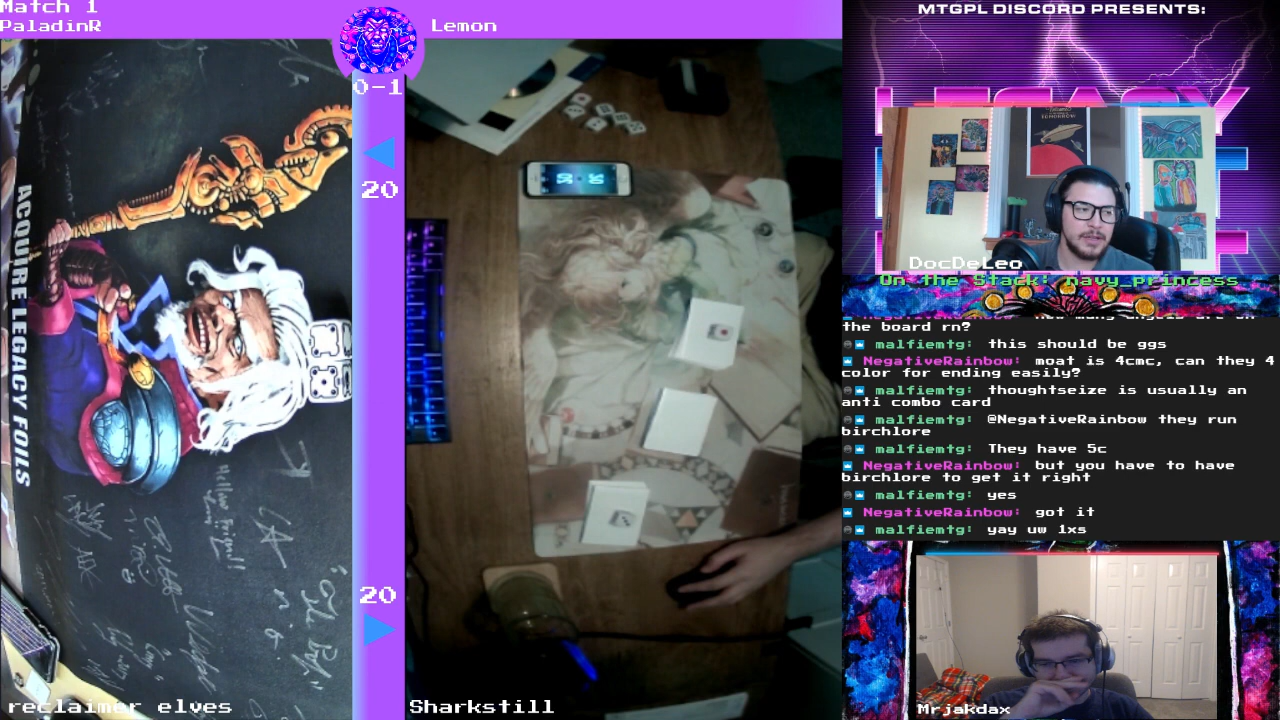 Match 1
PaladinR
Lemon
0-1
20
20
ACQUIRE LEGACY FOILS
reclaimer elves
Sharkstill
MTGPL DISCORD PRESENTS:
LEGACY
TOMORROW
DocDeLeo
On the Stack: navy_princess
the board rn?
malfiemtg: this should be ggs
NegativeRainbow: moat is 4cmc, can they 4
color for ending easily?
malfiemtg: thoughtseize is usually an
anti combo card
malfiemtg: @NegativeRainbow they run
birchlore
malfiemtg: They have 5c
NegativeRainbow: but you have to have
birchlore to get it right
malfiemtg: yes
NegativeRainbow: got it
malfiemtg: yay uw 1xs
Mrjakdax